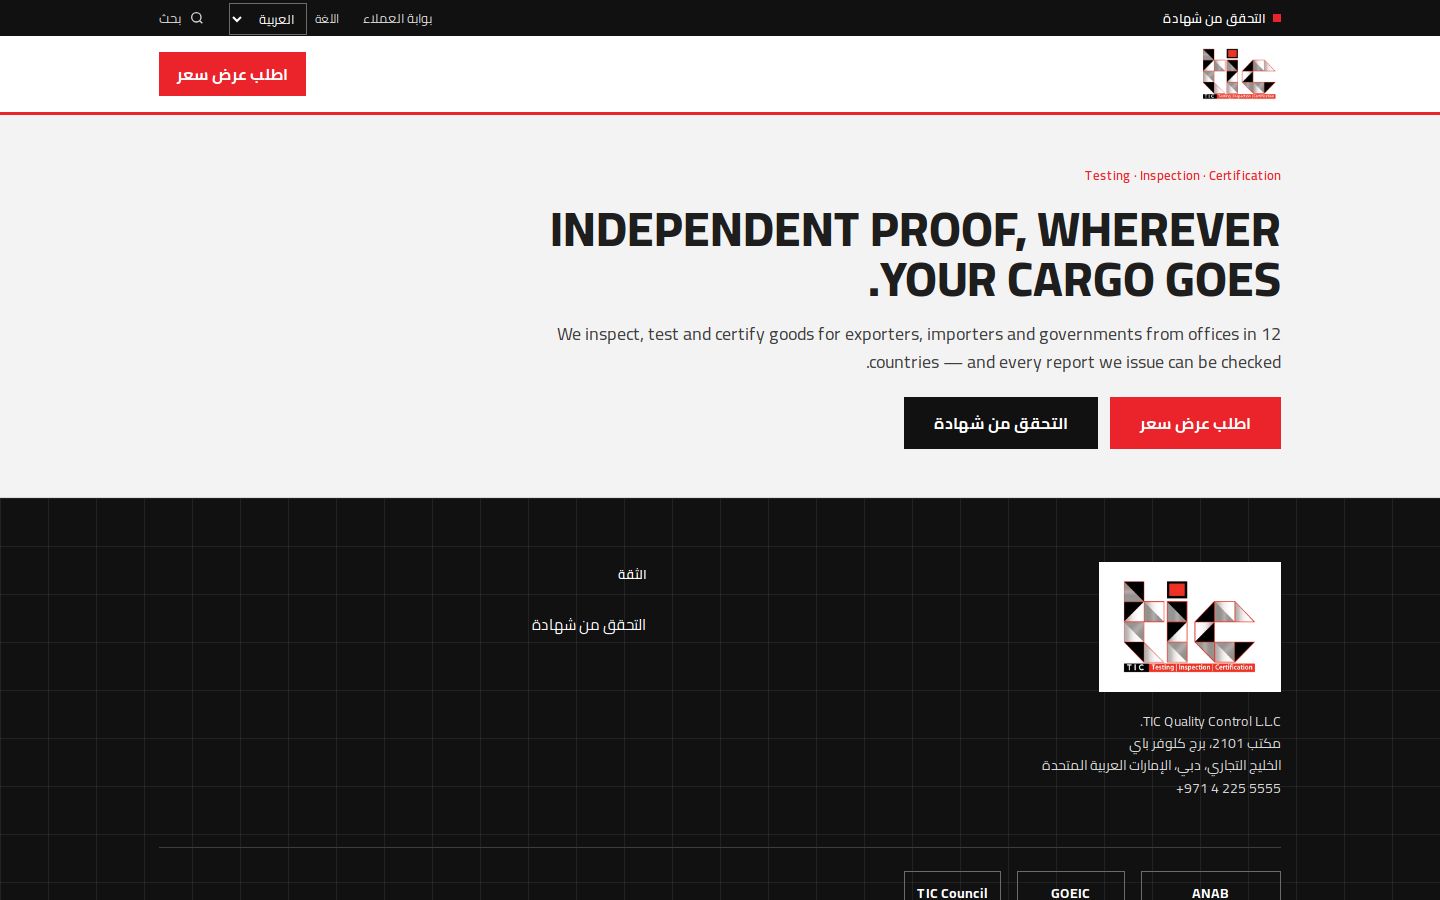 التحقق من شهادة
بوابة العملاء
اللغة
العربية
بحث
TIC Testing | Inspection | Certification
اطلب عرض سعر
Testing · Inspection · Certification
INDEPENDENT PROOF, WHEREVER
YOUR CARGO GOES.
We inspect, test and certify goods for exporters, importers and governments from offices in 12
countries — and every report we issue can be checked.
اطلب عرض سعر
التحقق من شهادة
tic
TIC Testing | Inspection | Certification
الثقة
التحقق من شهادة
TIC Quality Control L.L.C.
مكتب 2101، برج كلوفر باي
الخليج التجاري، دبي، الإمارات العربية المتحدة
+971 4 225 5555
ANAB
GOEIC
TIC Council